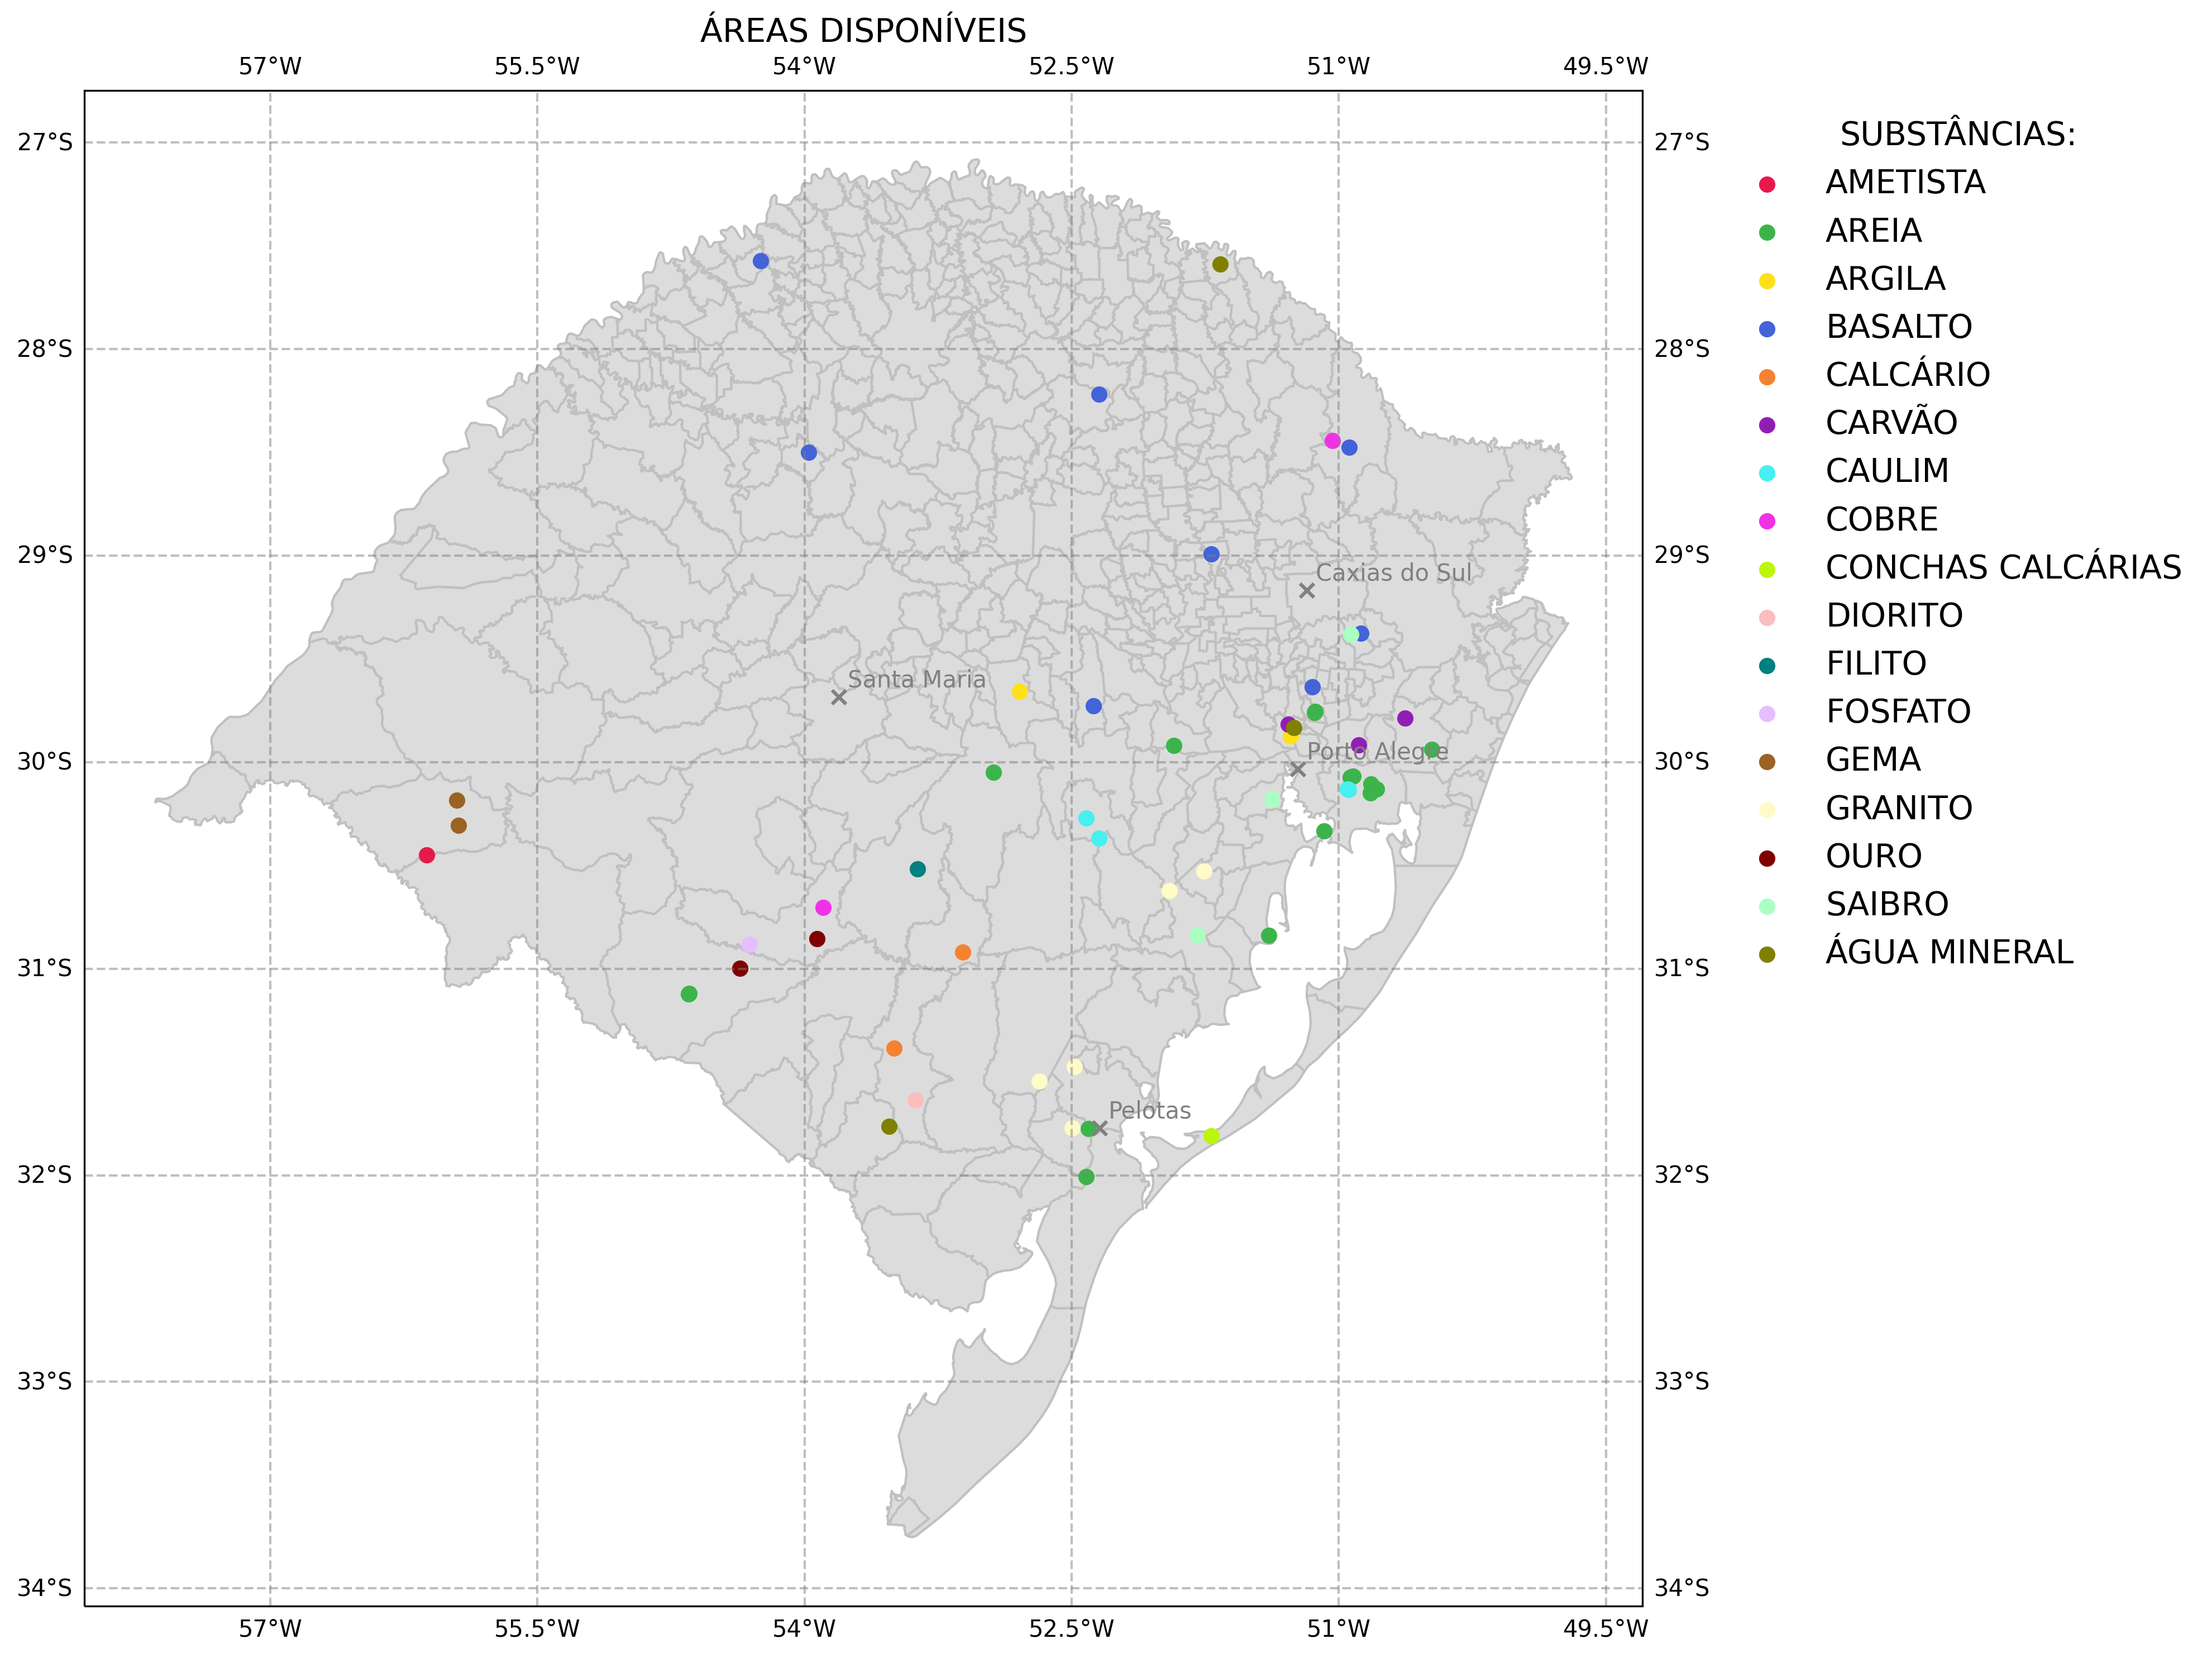 ÁREAS DISPONÍVEIS
57°W 55.5°W 54°W 52.5°W 51°W 49.5°W
27°S 27°S
28°S 28°S
29°S 29°S
30°S 30°S
31°S 31°S
32°S 32°S
33°S 33°S
34°S 34°S
57°W 55.5°W 54°W 52.5°W 51°W 49.5°W
Caxias do Sul
Santa Maria
Porto Alegre
Pelotas
SUBSTÂNCIAS:
AMETISTA
AREIA
ARGILA
BASALTO
CALCÁRIO
CARVÃO
CAULIM
COBRE
CONCHAS CALCÁRIAS
DIORITO
FILITO
FOSFATO
GEMA
GRANITO
OURO
SAIBRO
ÁGUA MINERAL